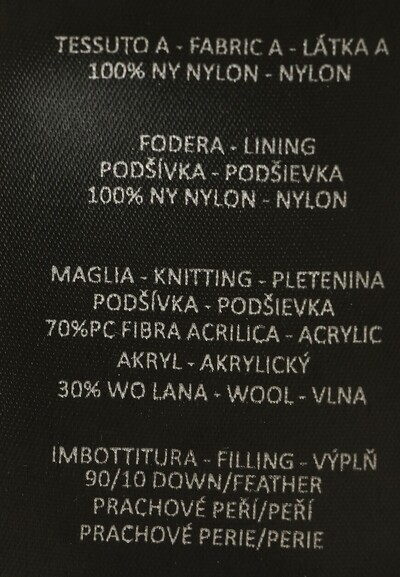 TESSUTO A - FABRIC A - LÁTKA A
100% NY NYLON - NYLON
FODERA - LINING
PODŠÍVKA - PODŠIEVKA
100% NY NYLON - NYLON
MAGLIA - KNITTING - PLETENINA
PODŠÍVKA - PODŠIEVKA
70%PC FIBRA ACRILICA - ACRYLIC
AKRYL - AKRYLICKÝ
30% WO LANA - WOOL - VLNA
IMBOTTITURA - FILLING - VÝPLŇ
90/10 DOWN/FEATHER
PRACHOVÉ PEŘÍ/PEŘÍ
PRACHOVÉ PERIE/PERIE